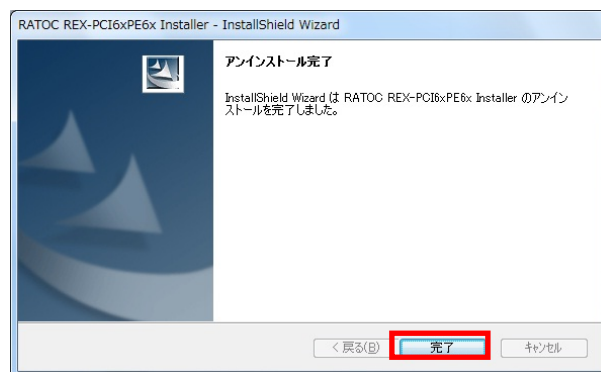 RATOC REX-PCI6xPE6x Installer - InstallShield Wizard
アンインストール完了
InstallShield Wizard は RATOC REX-PCI6xPE6x Installer のアンイン
ストールを完了しました。
< 戻る(B) 完了 キャンセル